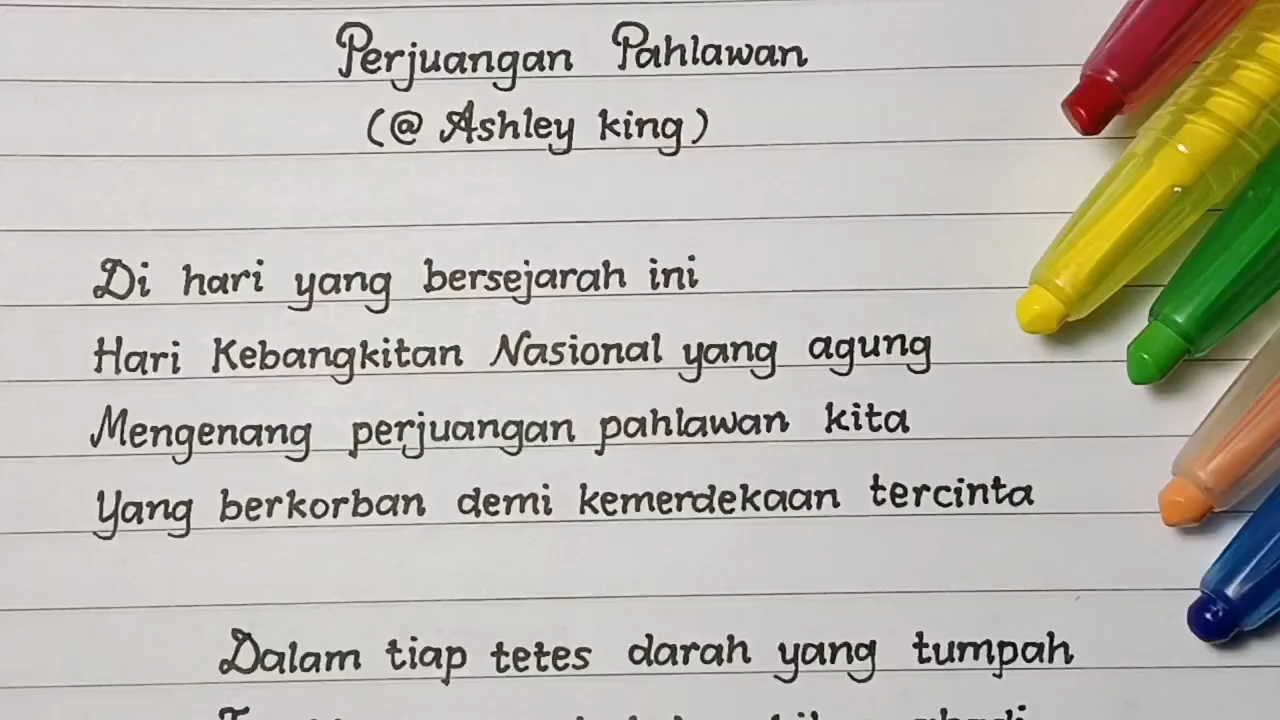 Perjuangan Pahlawan
(@ Ashley king)
Di hari yang bersejarah ini
Hari Kebangkitan Nasional yang agung
Mengenang perjuangan pahlawan kita
Yang berkorban demi kemerdekaan tercinta
Dalam tiap tetes darah yang tumpah